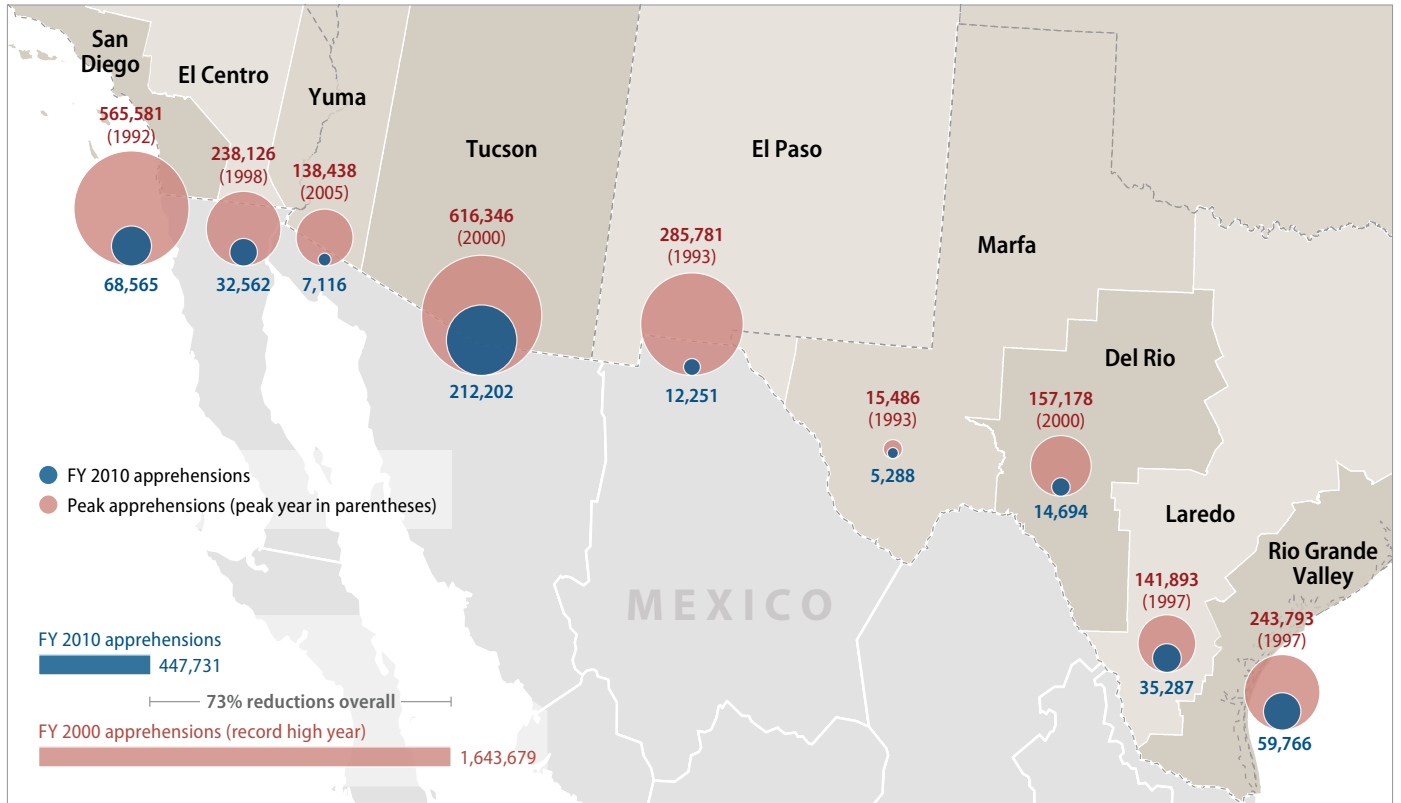 San
Diego
565,581
(1992)
68,565
El Centro
238,126
(1998)
32,562
Yuma
138,438
(2005)
7,116
Tucson
616,346
(2000)
212,202
El Paso
285,781
(1993)
12,251
Marfa
15,486
(1993)
5,288
Del Rio
157,178
(2000)
14,694
Laredo
141,893
(1997)
35,287
Rio Grande
Valley
243,793
(1997)
59,766
MEXICO
FY 2010 apprehensions
Peak apprehensions (peak year in parentheses)
FY 2010 apprehensions
447,731
73% reductions overall
FY 2000 apprehensions (record high year)
1,643,679